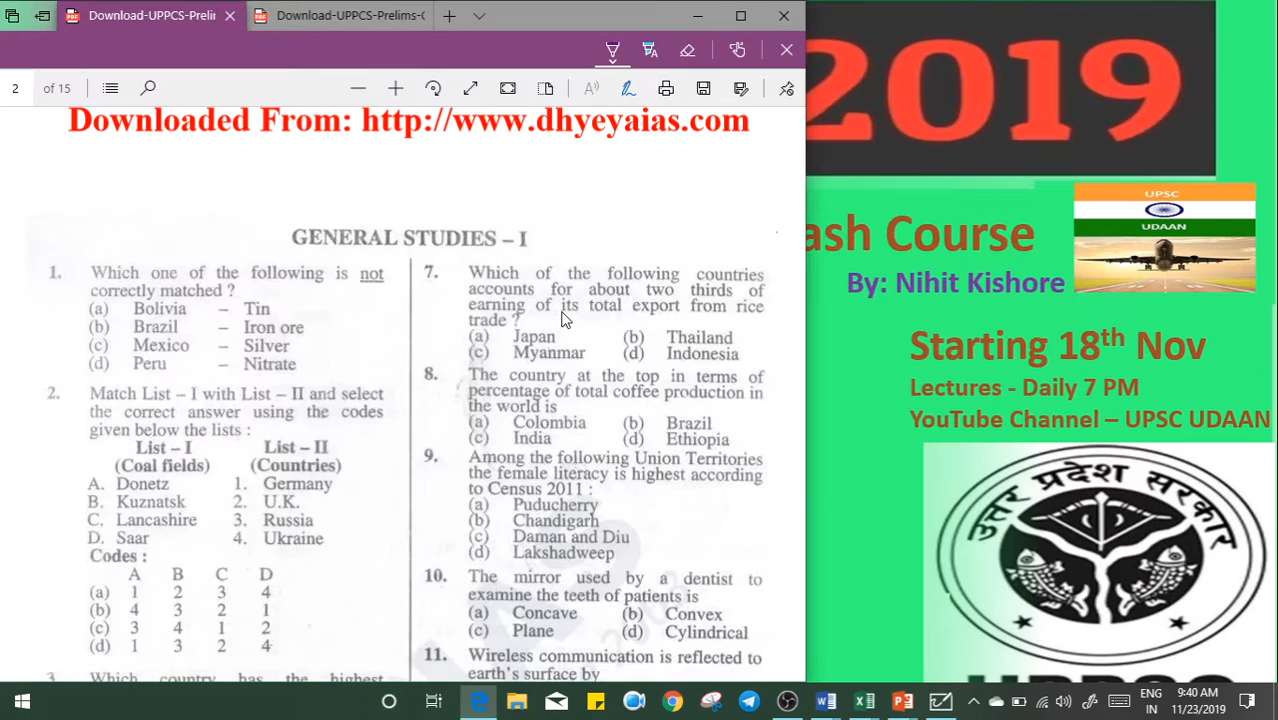 Download-UPPCS-Prelin
Download-UPPCS-Prelims-C
2 of 15
Downloaded From: http://www.dhyeyaias.com
GENERAL STUDIES – I
1. Which one of the following is not
correctly matched ?
(a) Bolivia – Tin
(b) Brazil – Iron ore
(c) Mexico – Silver
(d) Peru – Nitrate
2. Match List – I with List – II and select
the correct answer using the codes
given below the lists :
List – I List – II
(Coal fields) (Countries)
A. Donetz 1. Germany
B. Kuznatsk 2. U.K.
C. Lancashire 3. Russia
D. Saar 4. Ukraine
Codes :
A B C D
(a) 1 2 3 4
(b) 4 3 2 1
(c) 3 4 1 2
(d) 1 3 2 4
3. Which country has the highest
7. Which of the following countries
accounts for about two thirds of
earning of its total export from rice
trade ?
(a) Japan (b) Thailand
(c) Myanmar (d) Indonesia
8. The country at the top in terms of
percentage of total coffee production in
the world is
(a) Colombia (b) Brazil
(c) India (d) Ethiopia
9. Among the following Union Territories
the female literacy is highest according
to Census 2011 :
(a) Puducherry
(b) Chandigarh
(c) Daman and Diu
(d) Lakshadweep
10. The mirror used by a dentist to
examine the teeth of patients is
(a) Concave (b) Convex
(c) Plane (d) Cylindrical
11. Wireless communication is reflected to
earth's surface by
2019
UPSC
UDAAN
ash Course
By: Nihit Kishore
Starting 18th Nov
Lectures - Daily 7 PM
YouTube Channel – UPSC UDAAN
उत्तर प्रदेश सरकार
ENG
IN
9:40 AM
11/23/2019